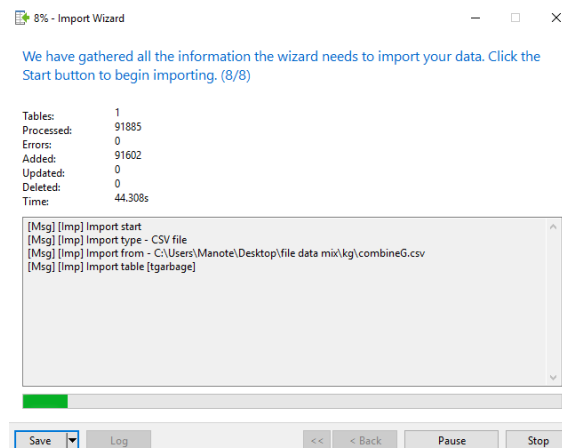 8% - Import Wizard
We have gathered all the information the wizard needs to import your data. Click the
Start button to begin importing. (8/8)
Tables: 1
Processed: 91885
Errors: 0
Added: 91602
Updated: 0
Deleted: 0
Time: 44.308s
[Msg] [Imp] Import start
[Msg] [Imp] Import type - CSV file
[Msg] [Imp] Import from - C:\Users\Manote\Desktop\file data mix\kg\combineG.csv
[Msg] [Imp] Import table [tgarbage]
Save Log << < Back Pause Stop